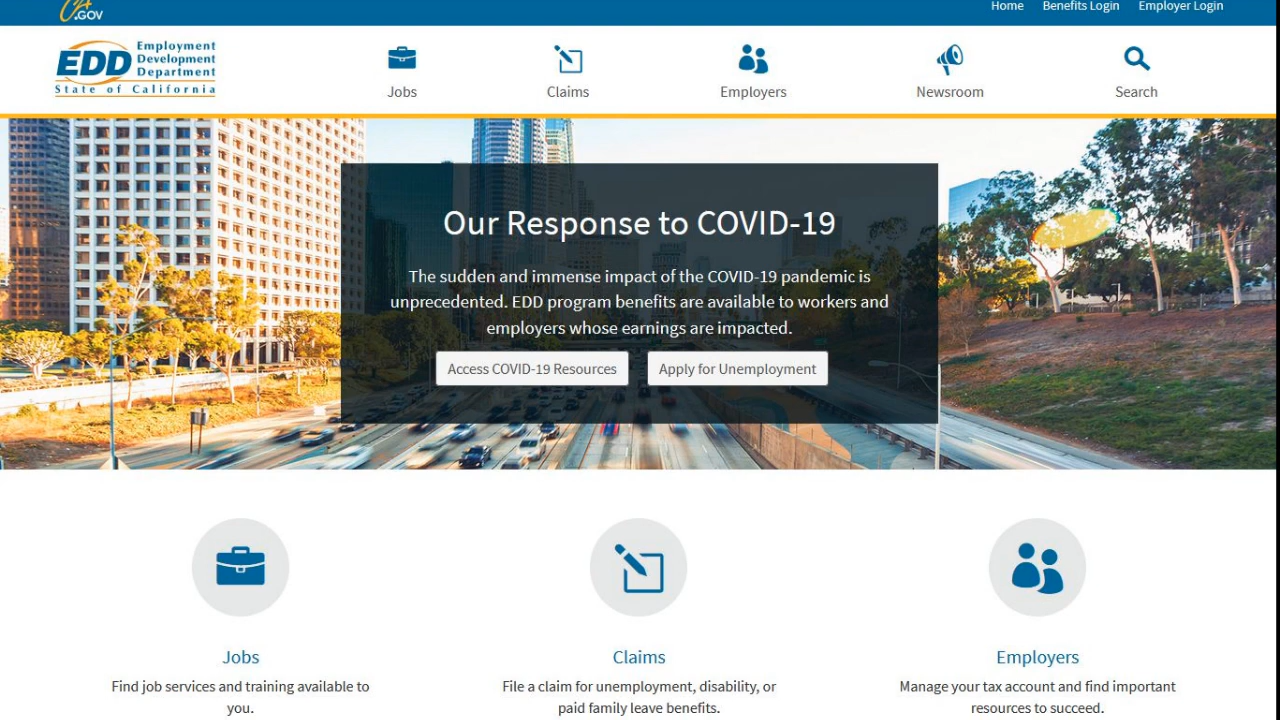 CA.GOV
Home Benefits Login Employer Login
EDD Employment
Development
Department
State of California
Jobs Claims Employers Newsroom Search
Our Response to COVID-19
The sudden and immense impact of the COVID-19 pandemic is
unprecedented. EDD program benefits are available to workers and
employers whose earnings are impacted.
Access COVID-19 Resources Apply for Unemployment
Jobs
Find job services and training available to
you.
Claims
File a claim for unemployment, disability, or
paid family leave benefits.
Employers
Manage your tax account and find important
resources to succeed.